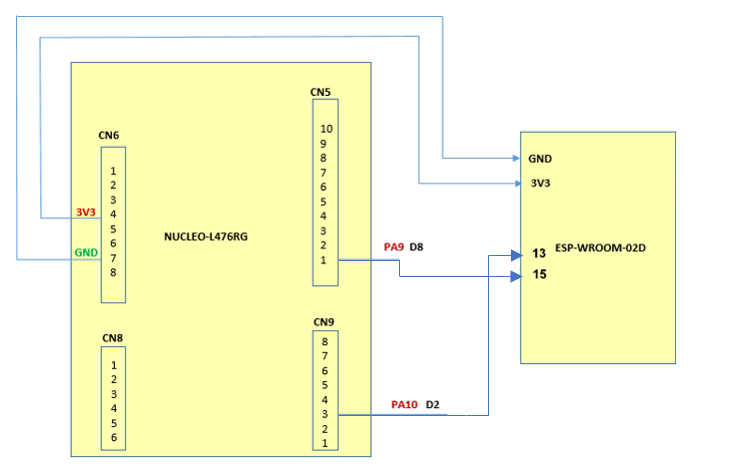 CN5
10
9
8
7
6
5
4
3
2
1
CN6
1
2
3
4
5
6
7
8
3V3
GND
NUCLEO-L476RG
PA9 D8
GND
3V3
13
15
ESP-WROOM-02D
CN8
1
2
3
4
5
6
CN9
8
7
6
5
4
3
2
1
PA10 D2